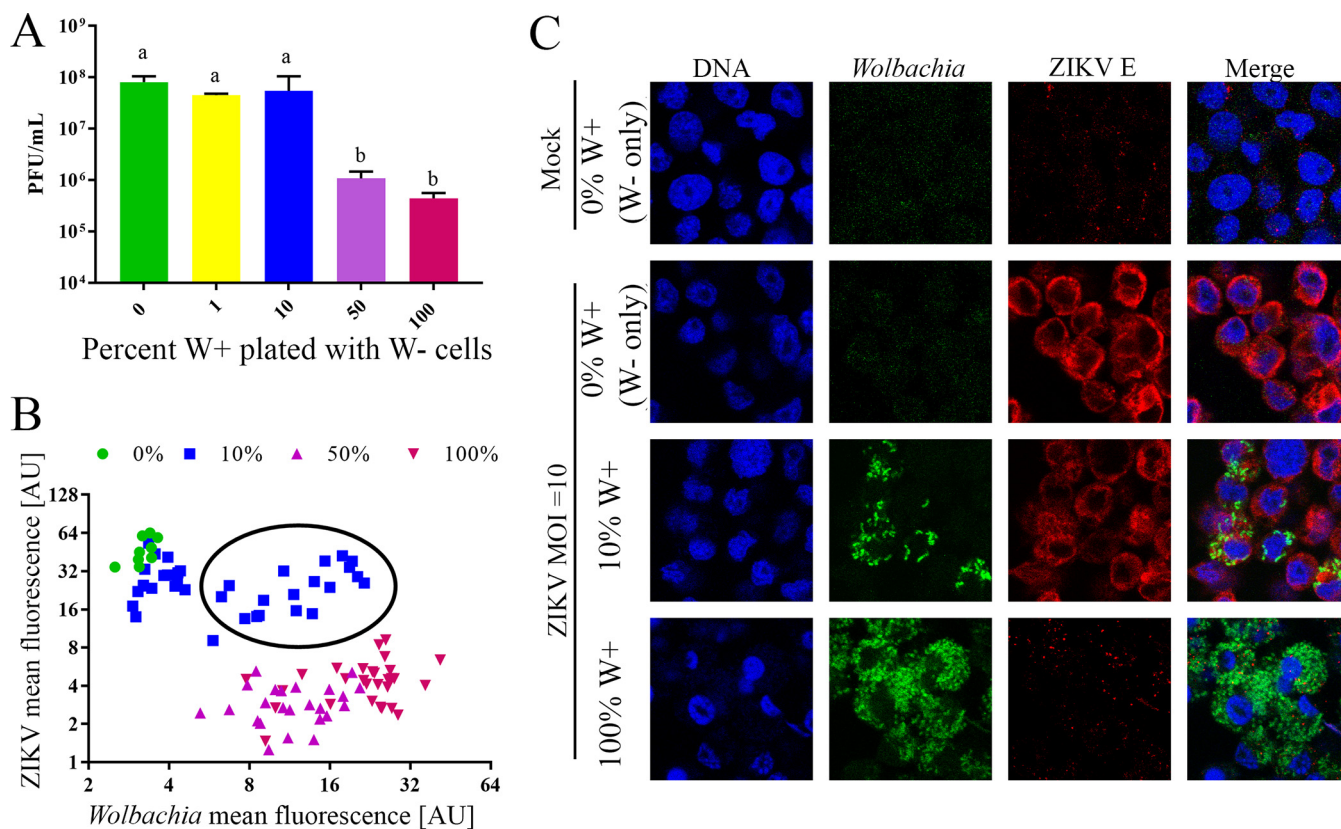 A
10⁹
10⁸
10⁷
10⁶
10⁵
10⁴
PFU/mL
a
a
a
b
b
0
1
10
50
100
Percent W+ plated with W- cells
B
0% 10% 50% 100%
ZIKV mean fluorescence [AU]
128
64
32
16
8
4
2
1
2 4 8 16 32 64
Wolbachia mean fluorescence [AU]
C
DNA Wolbachia ZIKV E Merge
Mock
0% W+
(W- only)
ZIKV MOI =10
0% W+
(W- only)
10% W+
100% W+